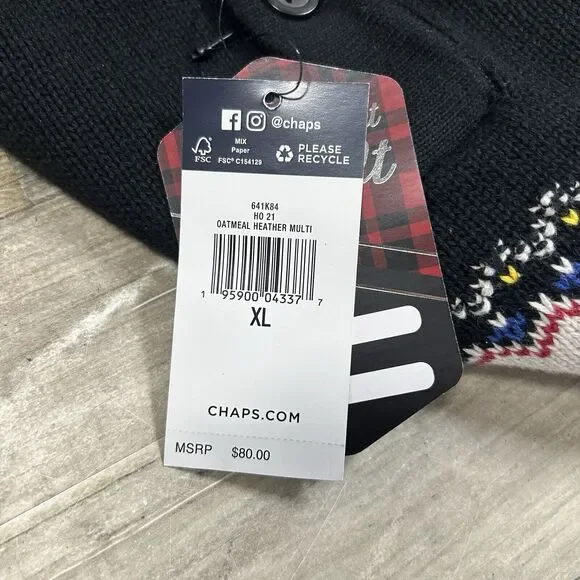 @chaps
FSC
MIX
Paper
FSC® C154129
PLEASE
RECYCLE
641K84
HO 21
OATMEAL HEATHER MULTI
1 95900 04337 7
XL
CHAPS.COM
MSRP $80.00